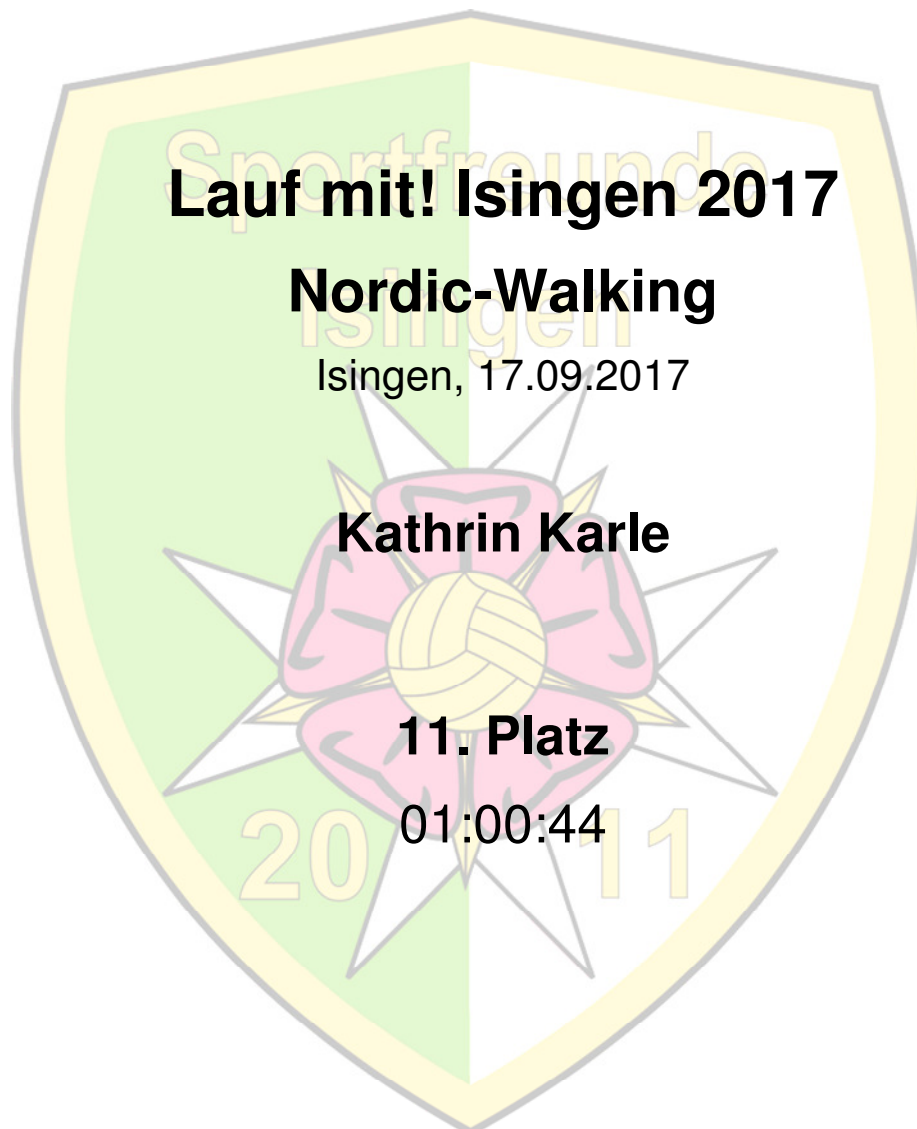 Sportfreunde
Lauf mit! Isingen 2017
Nordic-Walking
Isingen
Isingen, 17.09.2017
Kathrin Karle
11. Platz
01:00:44
20 11